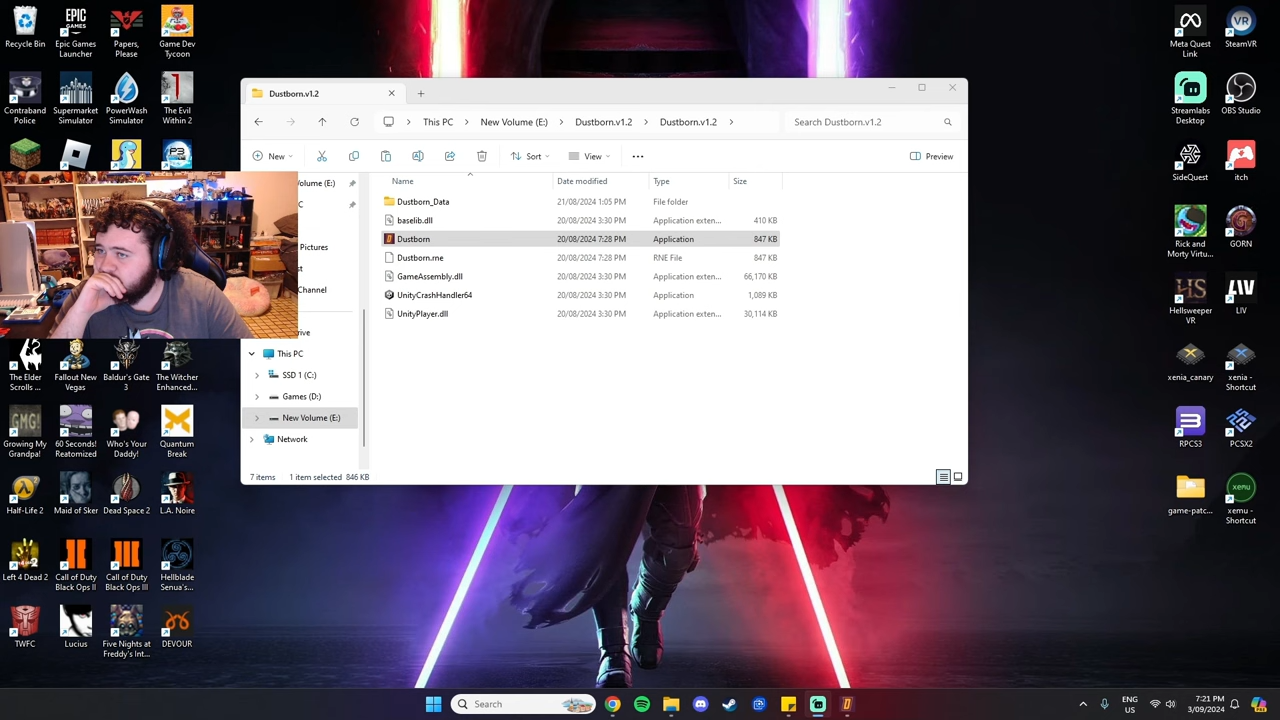 Recycle Bin
Epic Games Launcher
Papers, Please
Game Dev Tycoon
Meta Quest Link
SteamVR
Contraband Police
Supermarket Simulator
PowerWash Simulator
The Evil Within 2
Streamlabs Desktop
OBS Studio
SideQuest
itch
Rick and Morty Virtu...
GORN
Hellsweeper VR
LIV
xenia_canary
xenia - Shortcut
RPCS3
PCSX2
game-patc...
xemu - Shortcut
Dustborn.v1.2
This PC
New Volume (E:)
Dustborn.v1.2
Dustborn.v1.2
Search Dustborn.v1.2
New
Sort
View
Preview
Name
Date modified
Type
Size
Dustborn_Data 21/08/2024 1:05 PM File folder
baselib.dll 20/08/2024 3:30 PM Application exten... 410 KB
Dustborn 20/08/2024 7:28 PM Application 847 KB
Dustborn.rne 20/08/2024 7:28 PM RNE File 847 KB
GameAssembly.dll 20/08/2024 3:30 PM Application exten... 66,170 KB
UnityCrashHandler64 20/08/2024 3:30 PM Application 1,089 KB
UnityPlayer.dll 20/08/2024 3:30 PM Application exten... 30,114 KB
olume (E:)
Pictures
Channel
This PC
SSD 1 (C:)
Games (D:)
New Volume (E:)
Network
7 items 1 item selected 846 KB
The Elder Scrolls ...
Fallout New Vegas
Baldur's Gate 3
The Witcher Enhanced...
Growing My Grandpa!
60 Seconds! Reatomized
Who's Your Daddy!
Quantum Break
Half-Life 2
Maid of Sker
Dead Space 2
L.A. Noire
Left 4 Dead 2
Call of Duty Black Ops II
Call of Duty Black Ops III
Hellblade Senua's...
TWFC
Lucius
Five Nights at Freddy's Int...
DEVOUR
Search
ENG
US
7:21 PM
3/09/2024